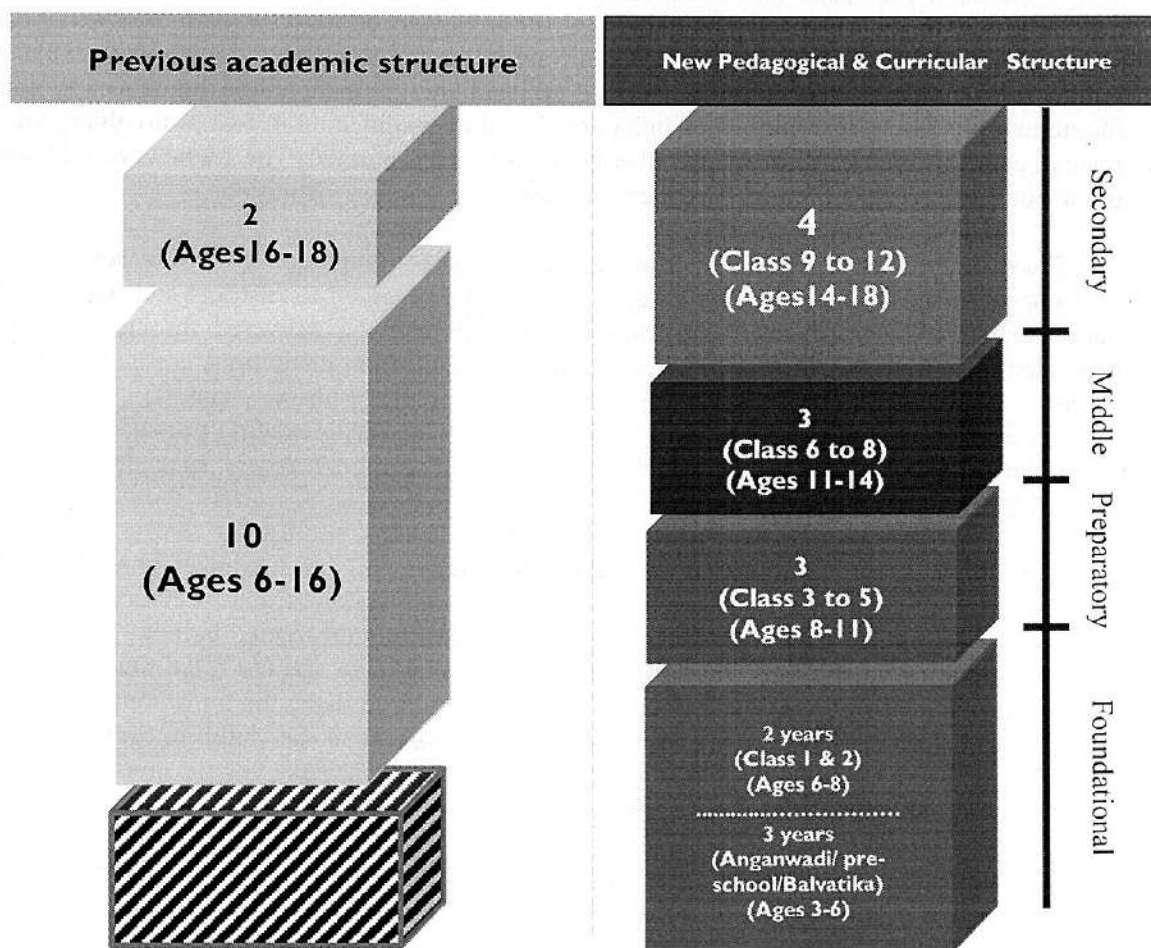 Previous academic structure
2
(Ages16-18)
10
(Ages 6-16)
New Pedagogical & Curricular Structure
4
(Class 9 to 12)
(Ages14-18)
3
(Class 6 to 8)
(Ages 11-14)
3
(Class 3 to 5)
(Ages 8-11)
2 years
(Class 1 & 2)
(Ages 6-8)
3 years
(Anganwadi/ pre-
school/Balvatika)
(Ages 3-6)
Secondary
Middle
Preparatory
Foundational